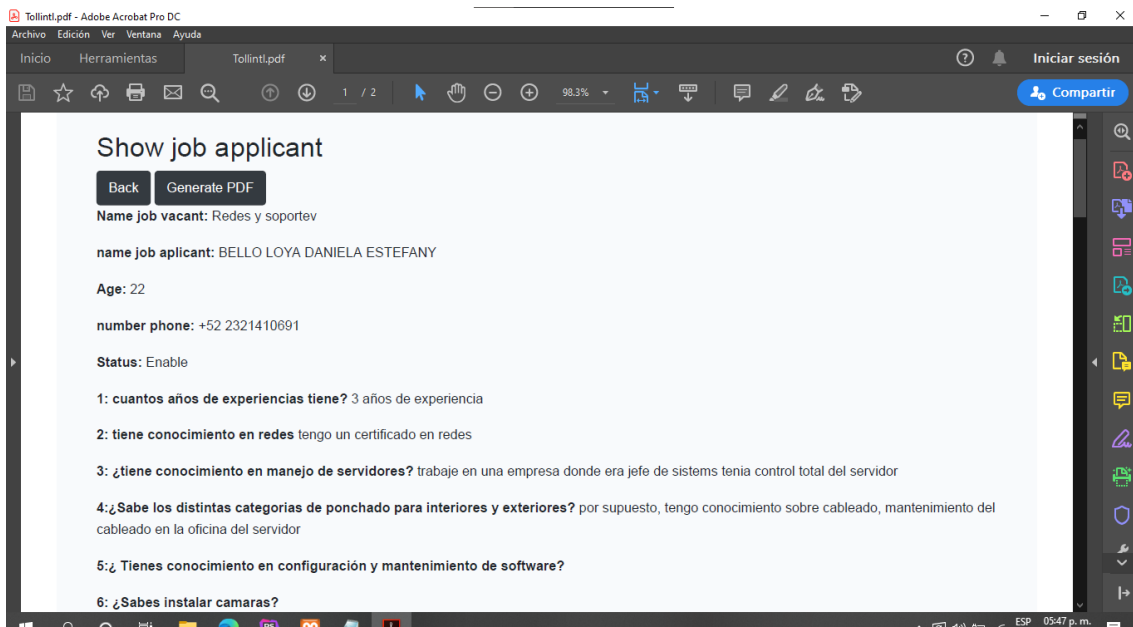 Tollintl.pdf - Adobe Acrobat Pro DC
Archivo Edición Ver Ventana Ayuda
Inicio Herramientas Tollintl.pdf × Iniciar sesión
1 / 2 98.3% Compartir
Show job applicant
Back Generate PDF
Name job vacant: Redes y soportev
name job aplicant: BELLO LOYA DANIELA ESTEFANY
Age: 22
number phone: +52 2321410691
Status: Enable
1: cuantos años de experiencias tiene? 3 años de experiencia
2: tiene conocimiento en redes tengo un certificado en redes
3: ¿tiene conocimiento en manejo de servidores? trabaje en una empresa donde era jefe de sistems tenia control total del servidor
4:¿Sabe los distintas categorias de ponchado para interiores y exteriores? por supuesto, tengo conocimiento sobre cableado, mantenimiento del
cableado en la oficina del servidor
5:¿ Tienes conocimiento en configuración y mantenimiento de software?
6: ¿Sabes instalar camaras?
ESP 05:47 p. m.